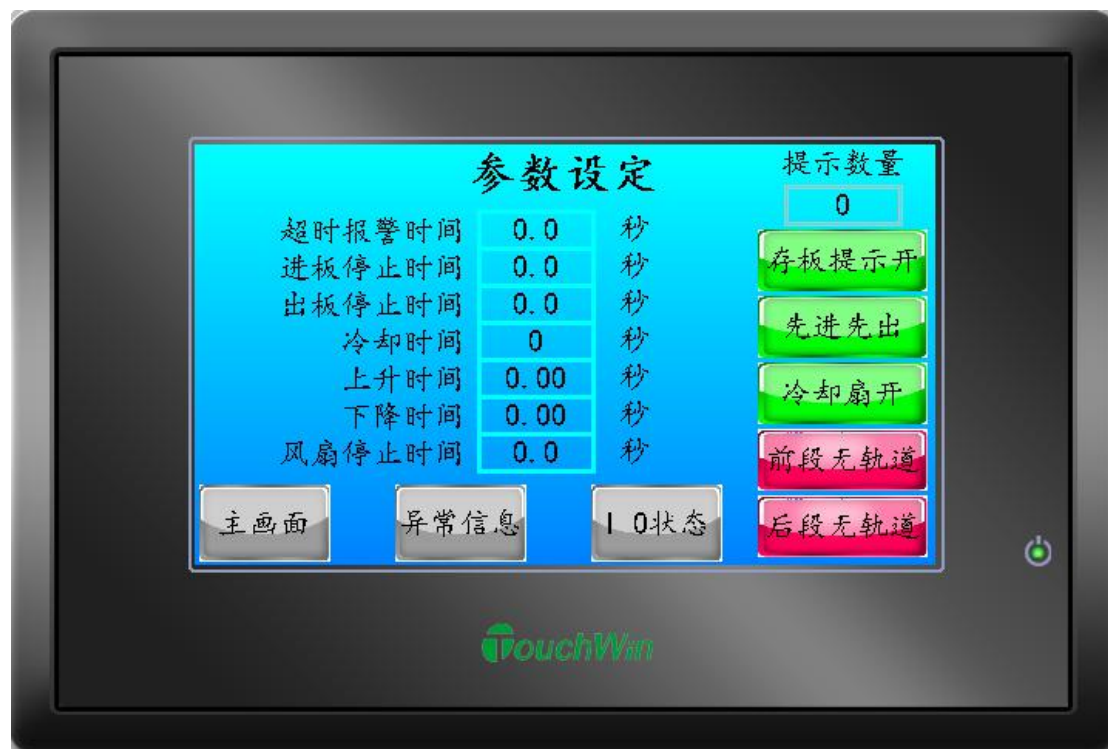 参数设定
提示数量
0
超时报警时间 0.0 秒
进板停止时间 0.0 秒
出板停止时间 0.0 秒
冷却时间 0 秒
上升时间 0.00 秒
下降时间 0.00 秒
风扇停止时间 0.0 秒
存板提示开
先进先出
冷却扇开
前段无轨道
后段无轨道
主画面 异常信息 IO状态
TouchWin